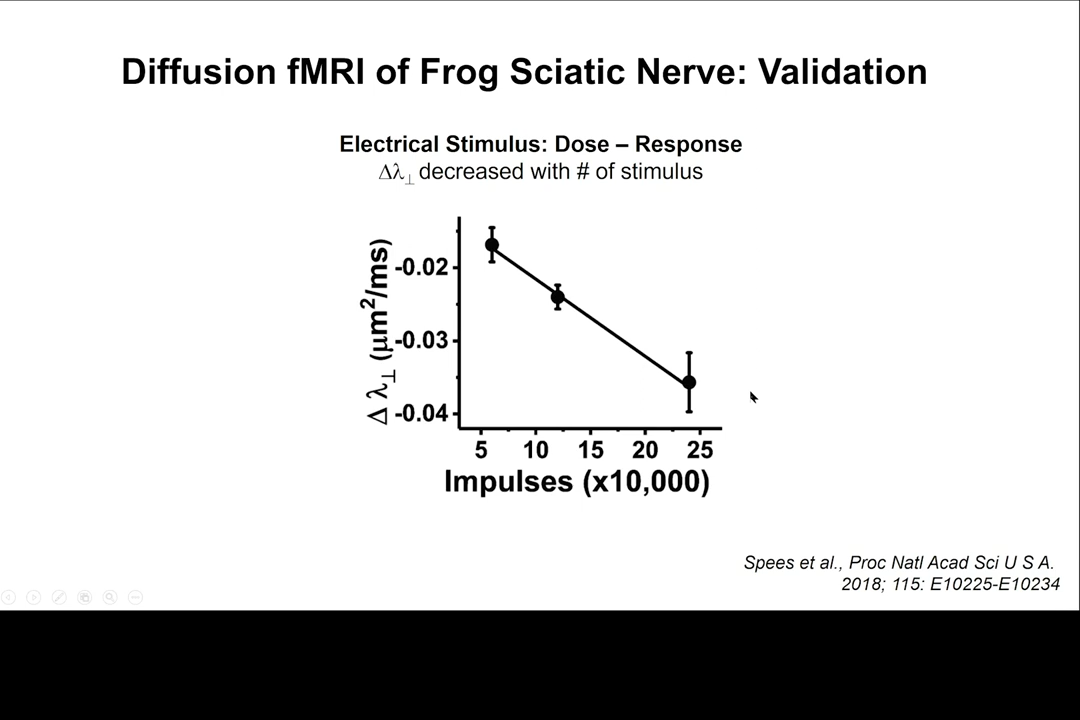 Diffusion fMRI of Frog Sciatic Nerve: Validation
Electrical Stimulus: Dose – Response
Δλ⊥ decreased with # of stimulus
Δ λ⊥ (μm²/ms)
-0.02
-0.03
-0.04
5 10 15 20 25
Impulses (x10,000)
Spees et al., Proc Natl Acad Sci U S A.
2018; 115: E10225-E10234